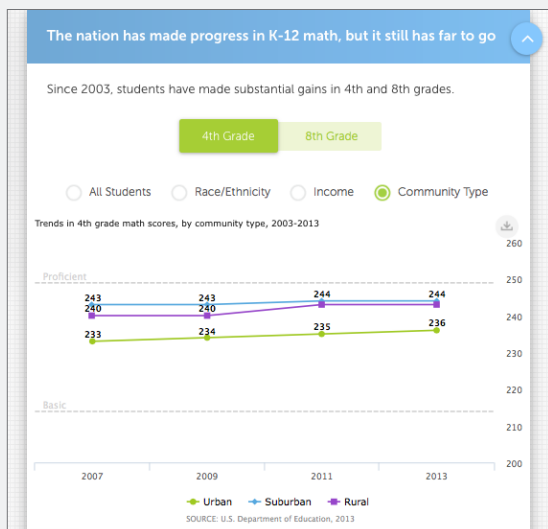 The nation has made progress in K-12 math, but it still has far to go
Since 2003, students have made substantial gains in 4th and 8th grades.
4th Grade 8th Grade
All Students Race/Ethnicity Income Community Type
Trends in 4th grade math scores, by community type, 2003-2013
260
Proficient 250
243 243 244 244
240 240 240
233 234 235 236
230
220
Basic
210
200
2007 2009 2011 2013
Urban Suburban Rural
SOURCE: U.S. Department of Education, 2013